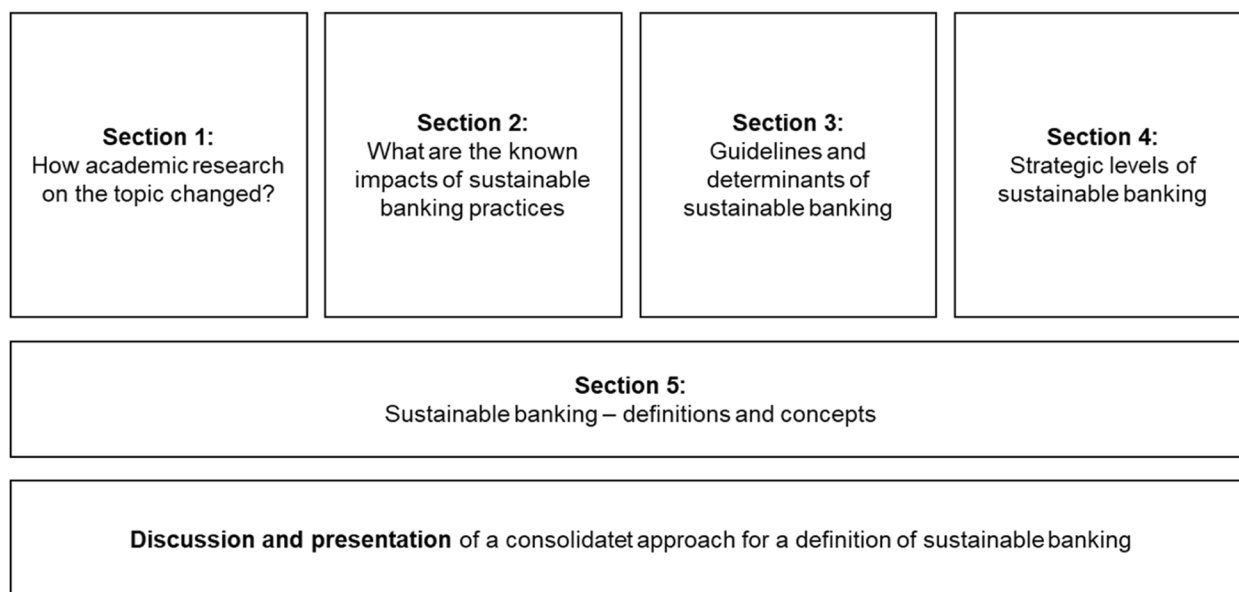 Section 1:
How academic research
on the topic changed?
Section 2:
What are the known
impacts of sustainable
banking practices
Section 3:
Guidelines and
determinants of
sustainable banking
Section 4:
Strategic levels of
sustainable banking
Section 5:
Sustainable banking – definitions and concepts
Discussion and presentation of a consolidatet approach for a definition of sustainable banking